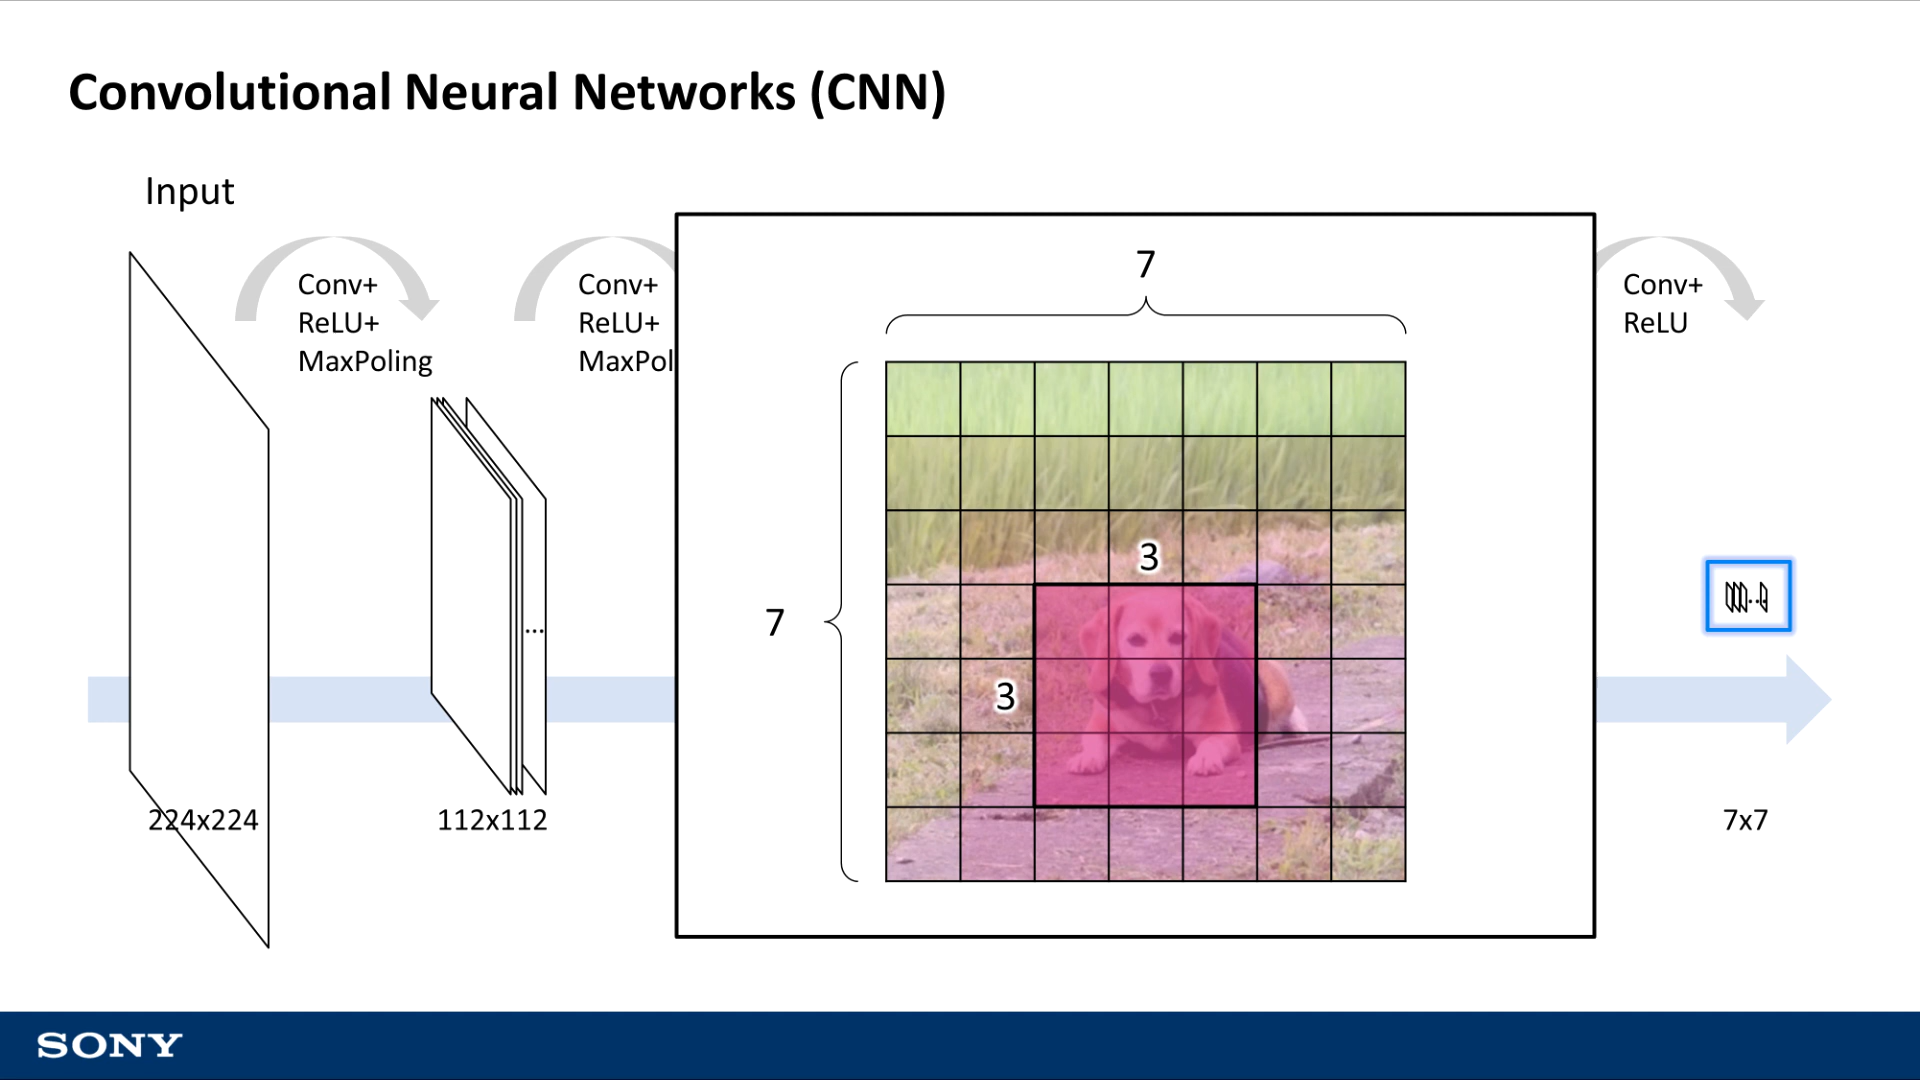 Convolutional Neural Networks (CNN)
Input
Conv+
ReLU+
MaxPoling
Conv+
ReLU+
MaxPol
7
7
3
3
Conv+
ReLU
...
...
224x224
112x112
7x7
SONY